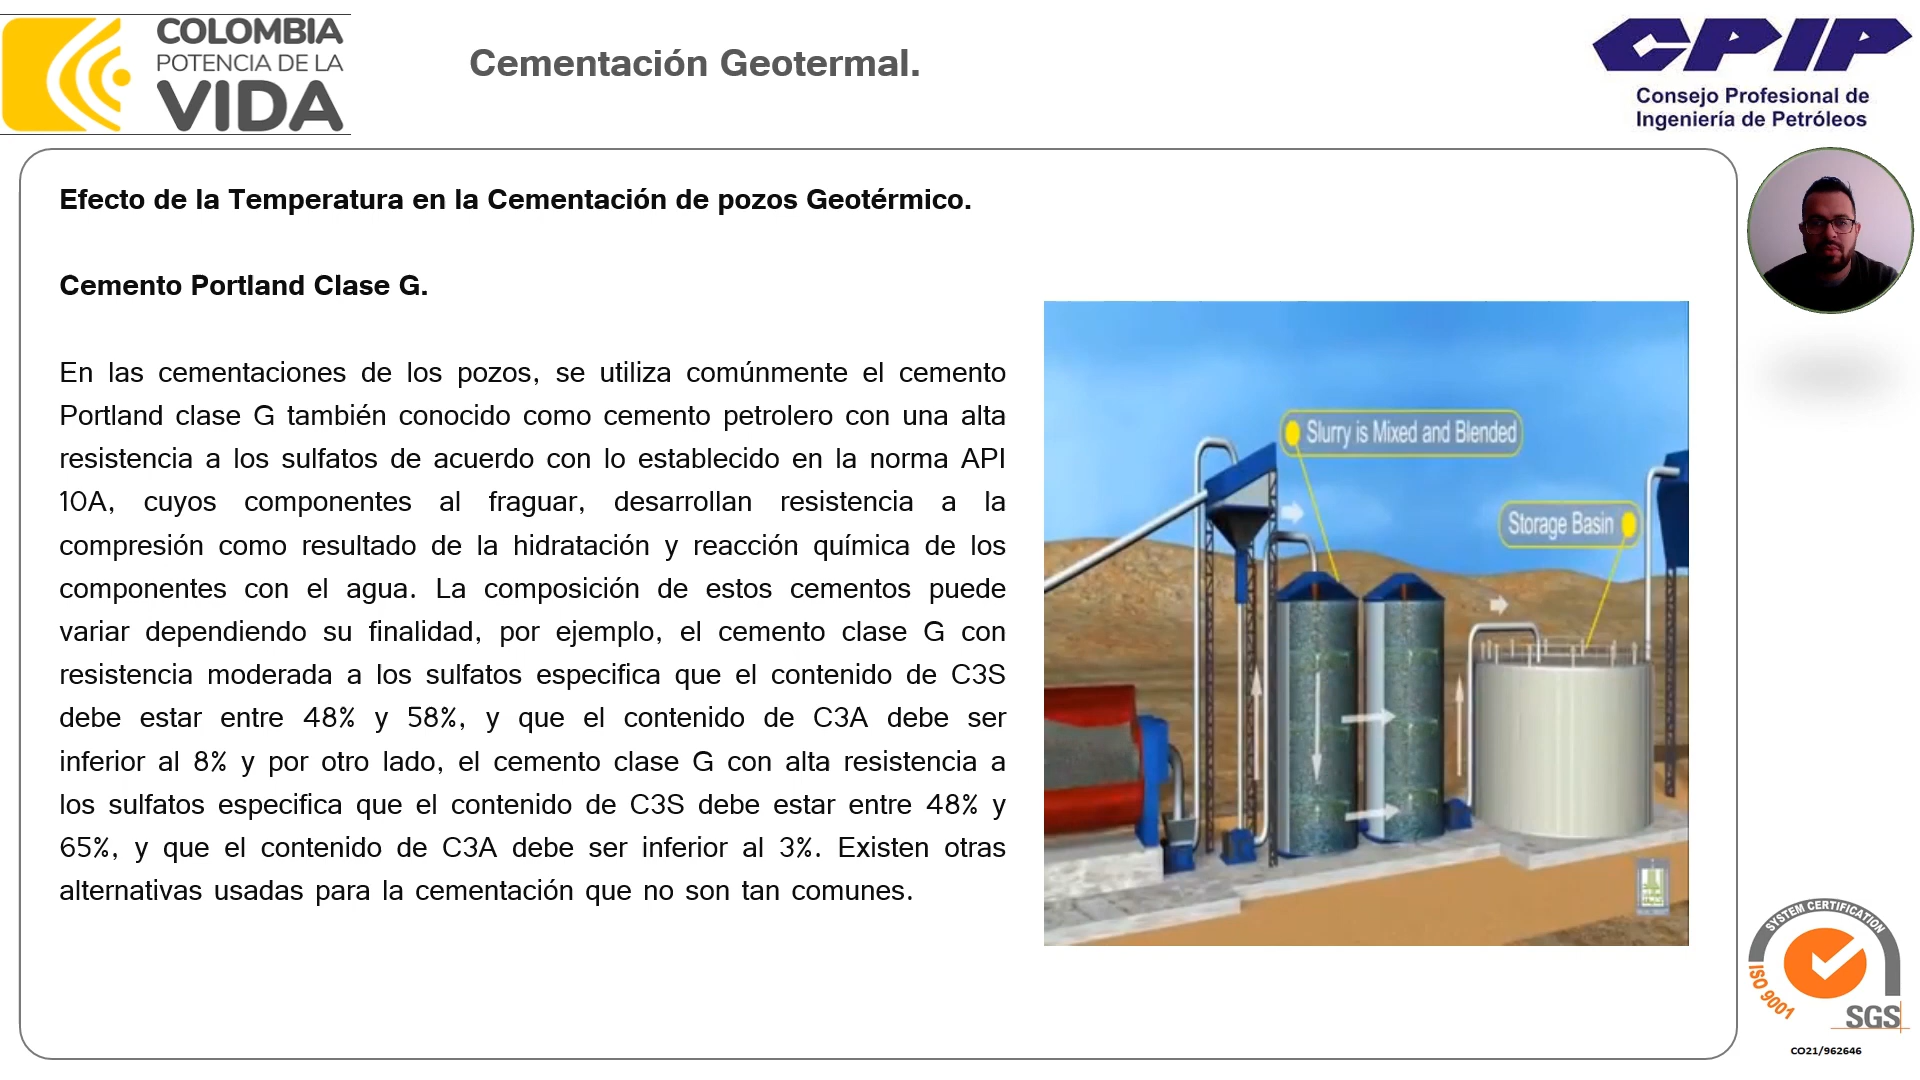 COLOMBIA
POTENCIA DE LA
VIDA
Cementación Geotermal.
CPIP
Consejo Profesional de
Ingeniería de Petróleos
Efecto de la Temperatura en la Cementación de pozos Geotérmico.
Cemento Portland Clase G.
En las cementaciones de los pozos, se utiliza comúnmente el cemento
Portland clase G también conocido como cemento petrolero con una alta
resistencia a los sulfatos de acuerdo con lo establecido en la norma API
10A, cuyos componentes al fraguar, desarrollan resistencia a la
compresión como resultado de la hidratación y reacción química de los
componentes con el agua. La composición de estos cementos puede
variar dependiendo su finalidad, por ejemplo, el cemento clase G con
resistencia moderada a los sulfatos especifica que el contenido de C3S
debe estar entre 48% y 58%, y que el contenido de C3A debe ser
inferior al 8% y por otro lado, el cemento clase G con alta resistencia a
los sulfatos especifica que el contenido de C3S debe estar entre 48% y
65%, y que el contenido de C3A debe ser inferior al 3%. Existen otras
alternativas usadas para la cementación que no son tan comunes.
Slurry is Mixed and Blended
Storage Basin
SYSTEM CERTIFICATION
ISO 9001
SGS
CO21/962646